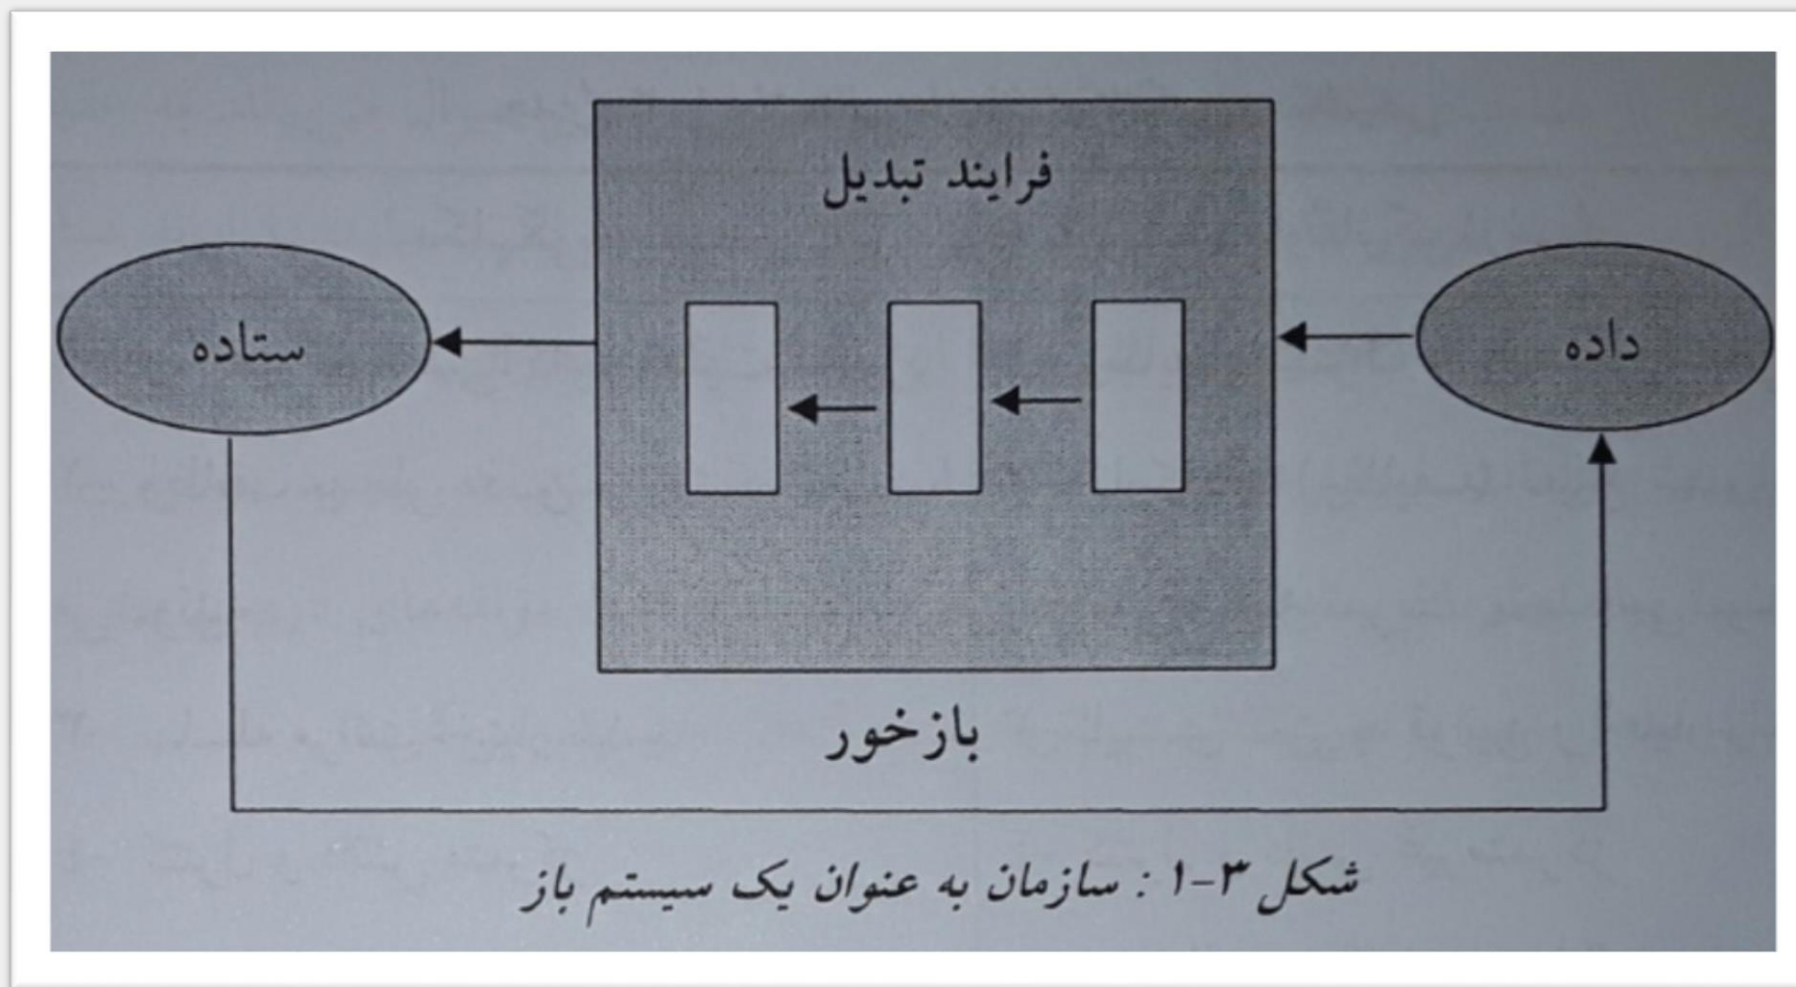 فرایند تبدیل
داده
ستاده
بازخور
شکل ۳-۱ : سازمان به عنوان یک سیستم باز